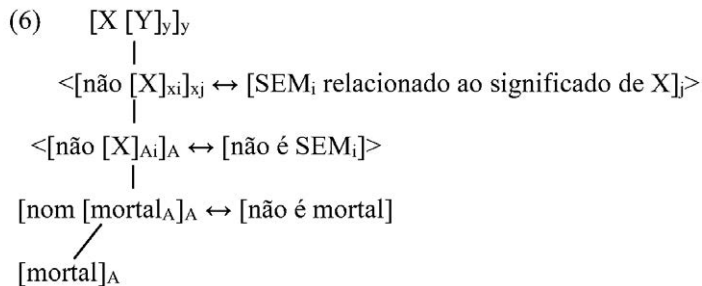 (6) [X [Y]y]y
<[não [X]xi]xj ↔ [SEMi relacionado ao significado de X]j>
<[não [X]Ai]A ↔ [não é SEMi]>
[nom [mortalA]A ↔ [não é mortal]
[mortal]A